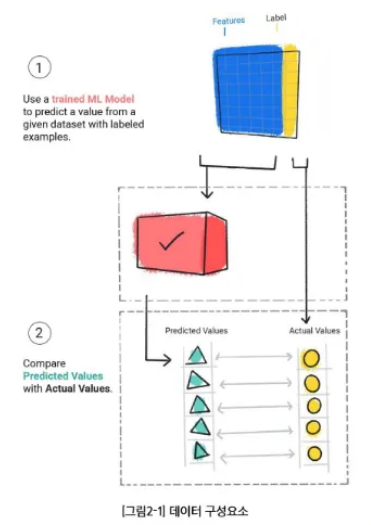 Features Label
1
Use a trained ML Model
to predict a value from a
given dataset with labeled
examples.
2
Compare
Predicted Values
with Actual Values.
Predicted Values Actual Values
[그림2-1] 데이터 구성요소